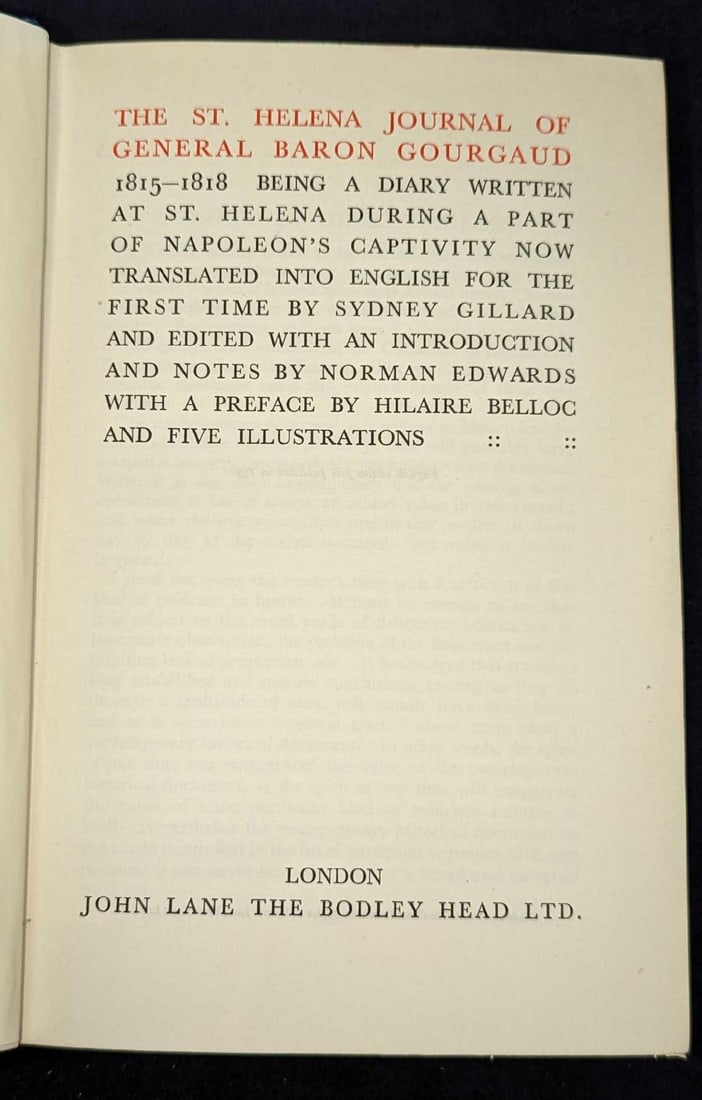 THE ST. HELENA JOURNAL OF
GENERAL BARON GOURGAUD
1815–1818 BEING A DIARY WRITTEN
AT ST. HELENA DURING A PART
OF NAPOLEON'S CAPTIVITY NOW
TRANSLATED INTO ENGLISH FOR THE
FIRST TIME BY SYDNEY GILLARD
AND EDITED WITH AN INTRODUCTION
AND NOTES BY NORMAN EDWARDS
WITH A PREFACE BY HILAIRE BELLOC
AND FIVE ILLUSTRATIONS :: ::
LONDON
JOHN LANE THE BODLEY HEAD LTD.